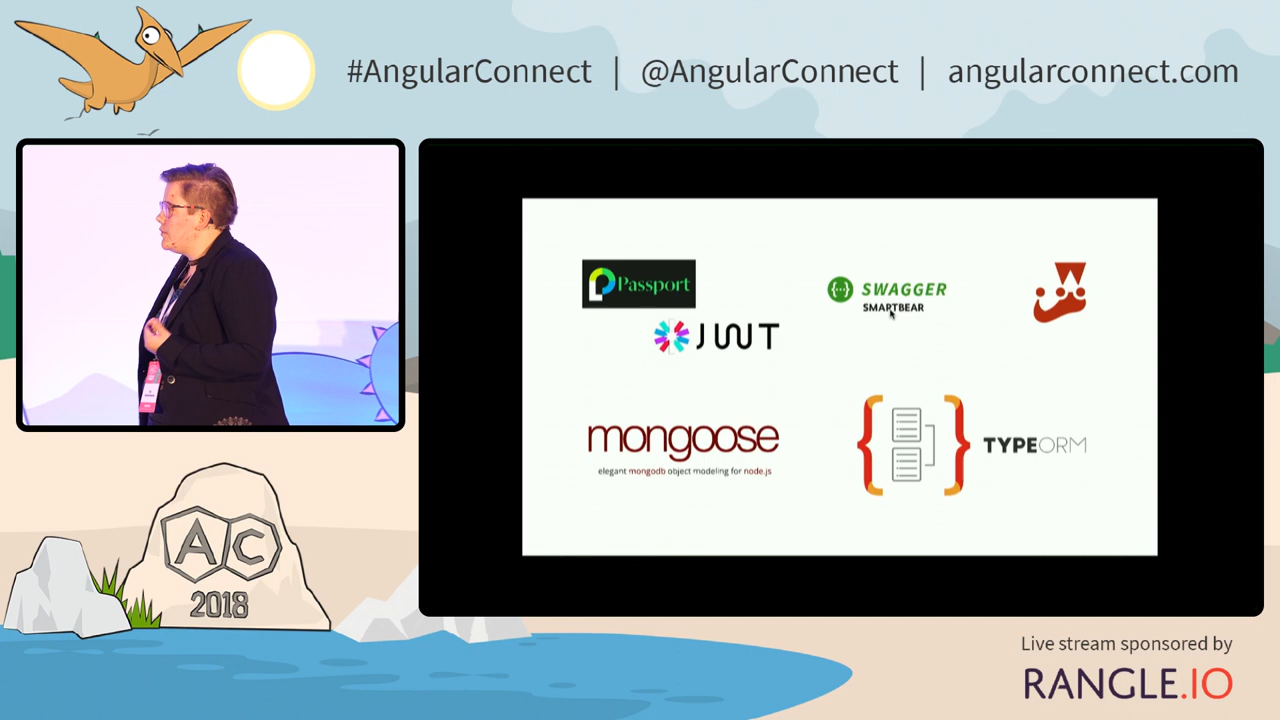 #AngularConnect | @AngularConnect | angularconnect.com
Passport
JWT
SWAGGER
SMARTBEAR
mongoose
elegant mongodb object modeling for node.js
TYPEORM
AC
2018
Live stream sponsored by
RANGLE.IO